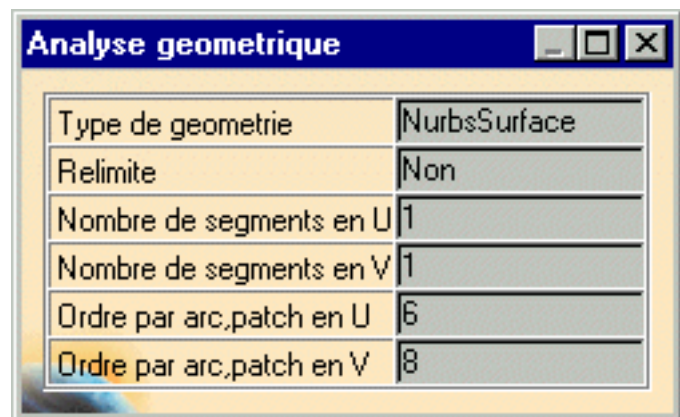 Analyse geometrique
Type de geometrie NurbsSurface
Relimite Non
Nombre de segments en U 1
Nombre de segments en V 1
Ordre par arc,patch en U 6
Ordre par arc,patch en V 8